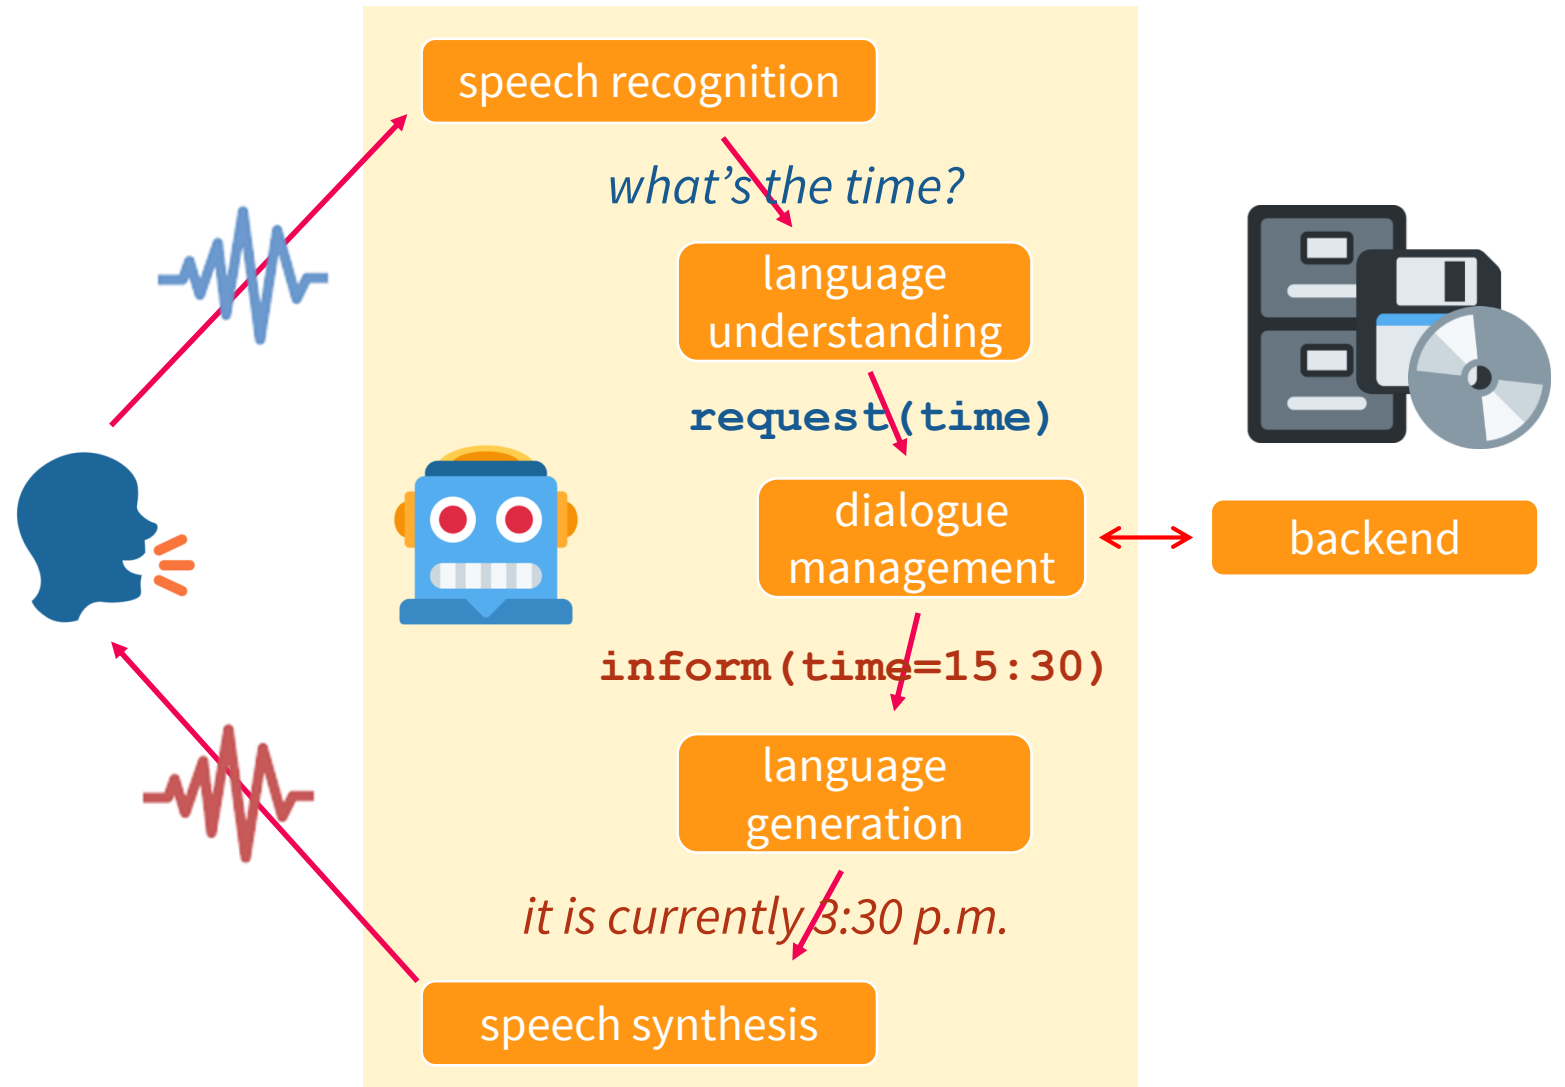 speech recognition
what’s the time?
language
understanding
request(time)
dialogue
management
backend
inform(time=15:30)
language
generation
it is currently 3:30 p.m.
speech synthesis